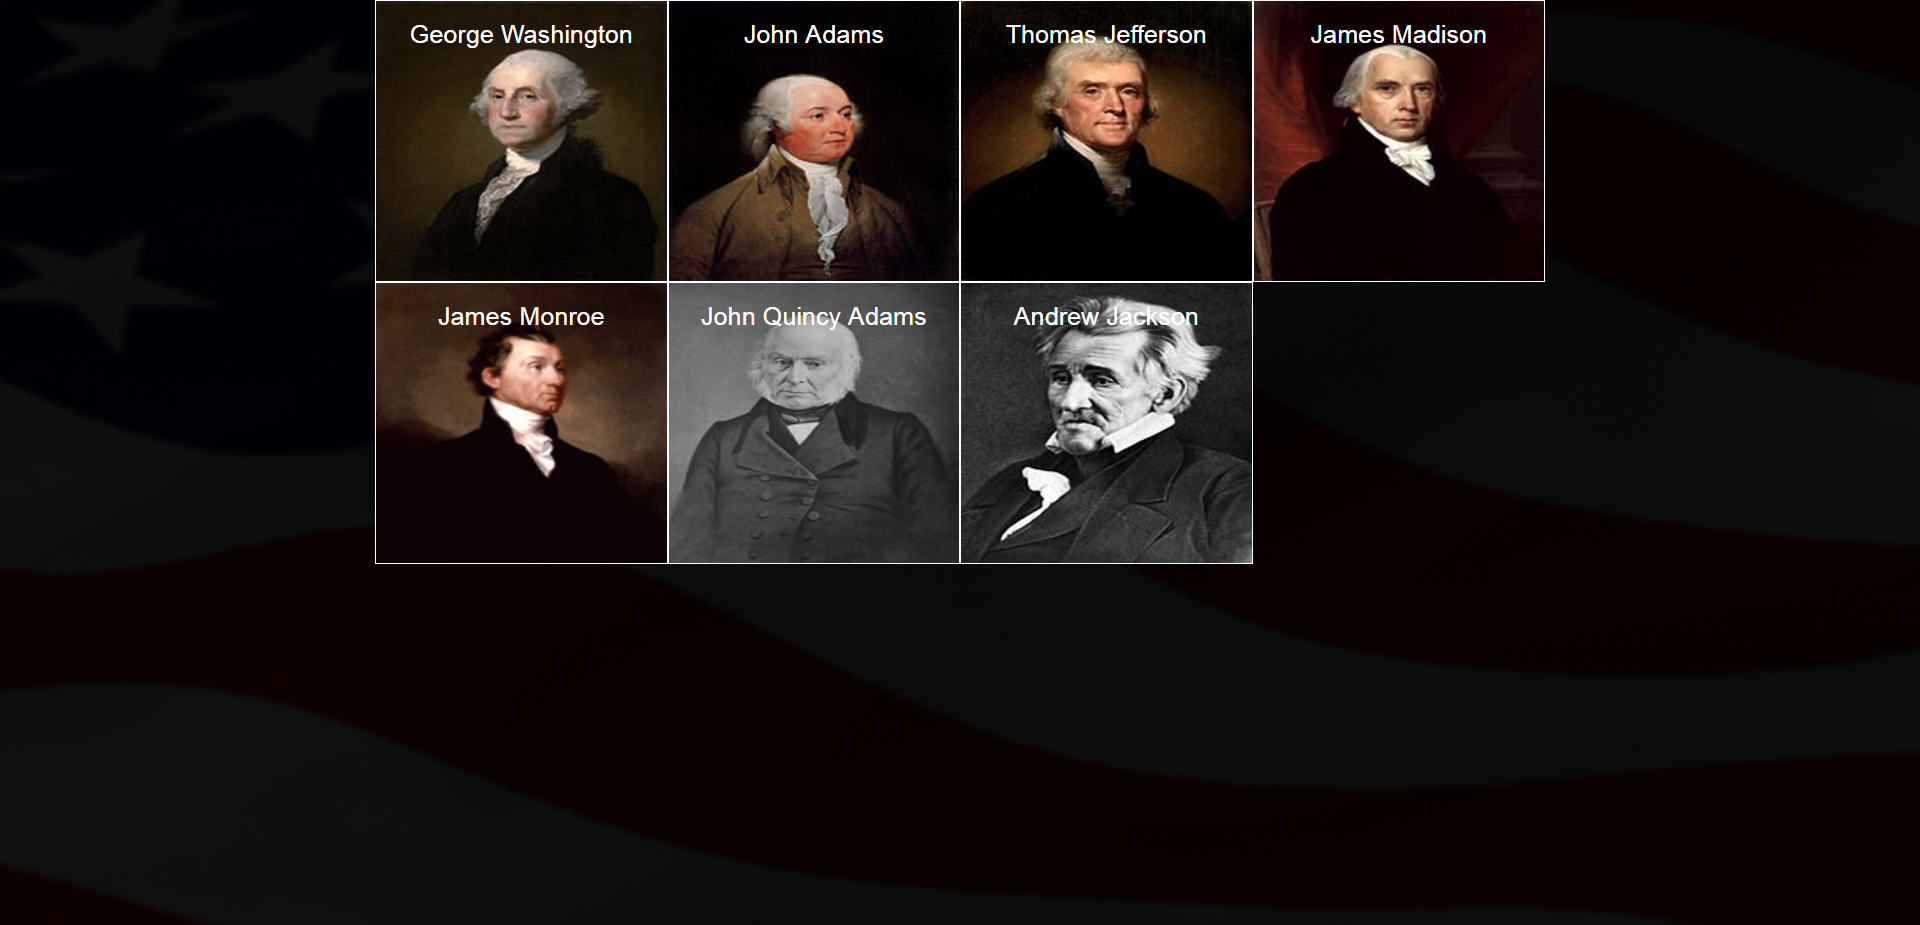 George Washington
John Adams
Thomas Jefferson
James Madison
James Monroe
John Quincy Adams
Andrew Jackson